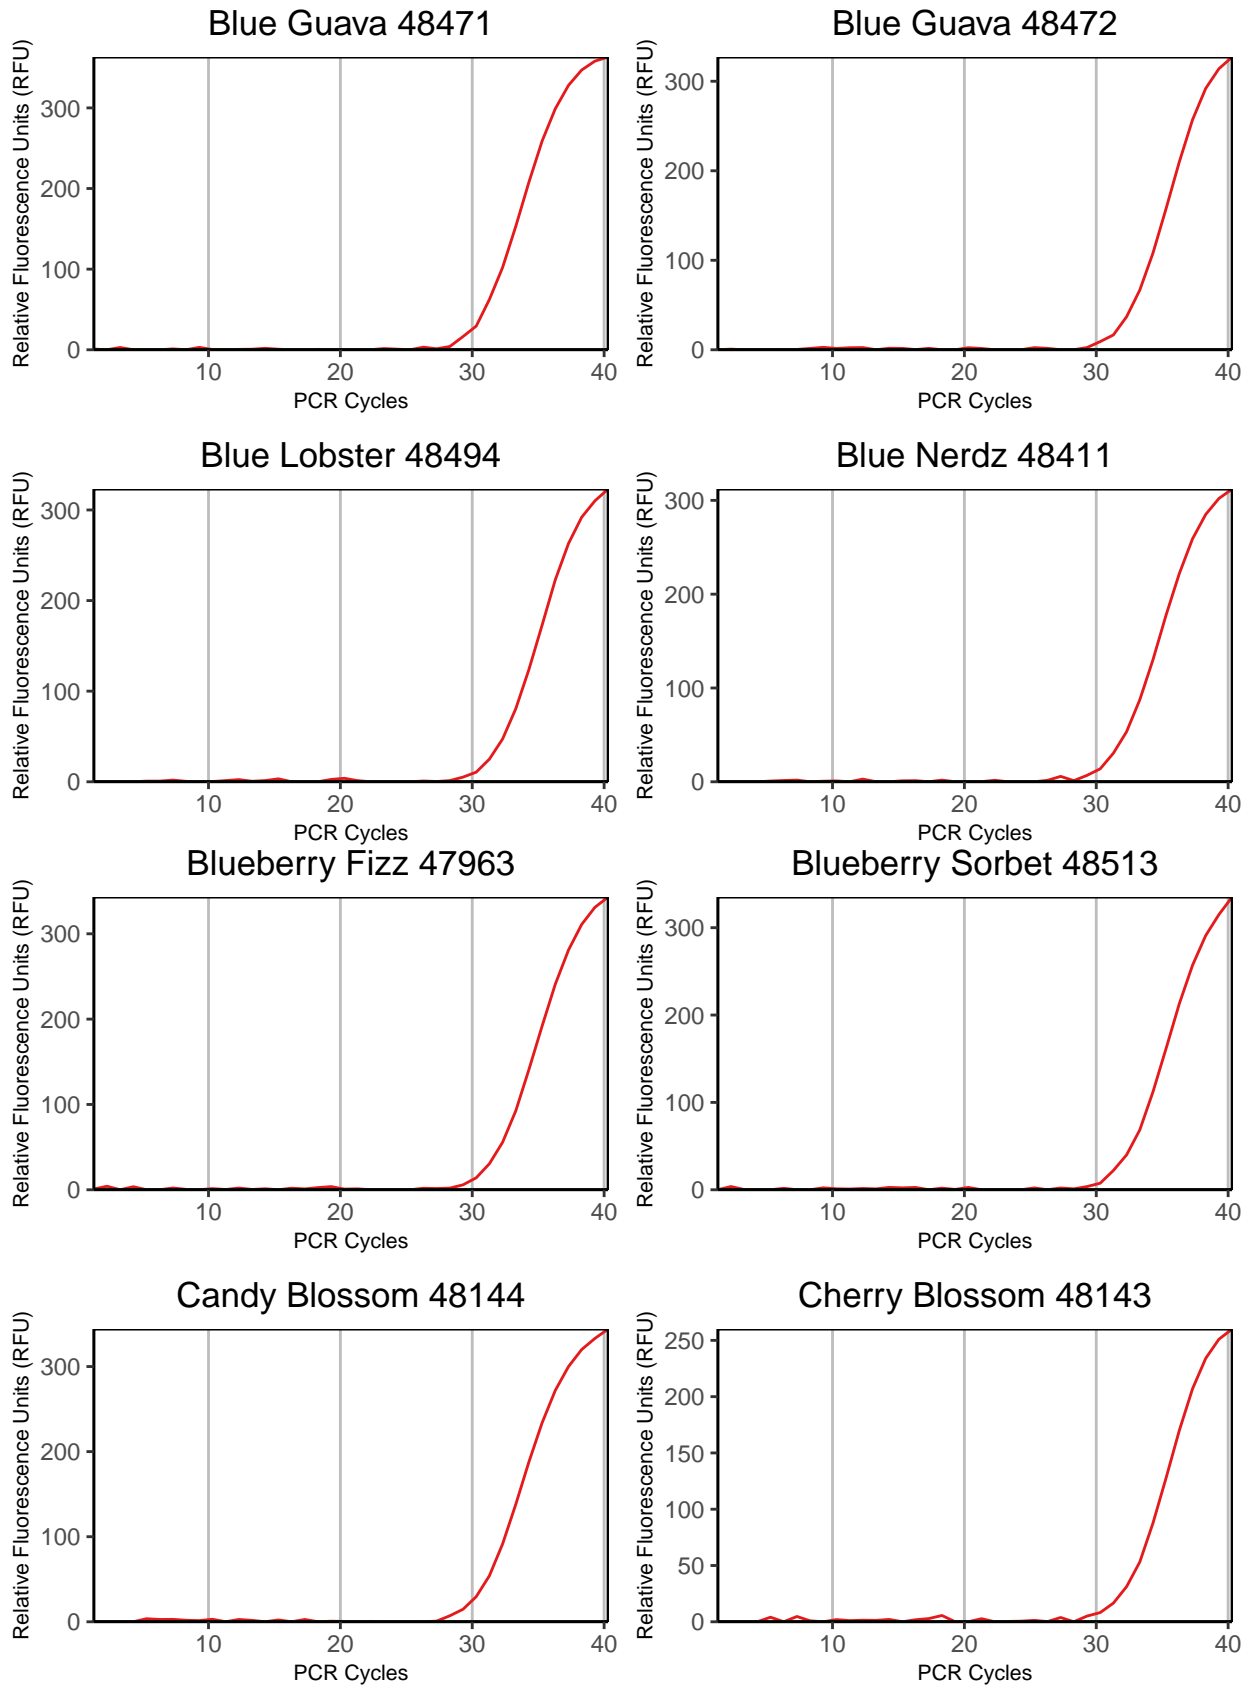 Blue Guava 48471
Relative Fluorescence Units (RFU)
300
200
100
0
10 20 30 40
PCR Cycles
Blue Guava 48472
Relative Fluorescence Units (RFU)
300
200
100
0
10 20 30 40
PCR Cycles
Blue Lobster 48494
Relative Fluorescence Units (RFU)
300
200
100
0
10 20 30 40
PCR Cycles
Blue Nerdz 48411
Relative Fluorescence Units (RFU)
300
200
100
0
10 20 30 40
PCR Cycles
Blueberry Fizz 47963
Relative Fluorescence Units (RFU)
300
200
100
0
10 20 30 40
PCR Cycles
Blueberry Sorbet 48513
Relative Fluorescence Units (RFU)
300
200
100
0
10 20 30 40
PCR Cycles
Candy Blossom 48144
Relative Fluorescence Units (RFU)
300
200
100
0
10 20 30 40
PCR Cycles
Cherry Blossom 48143
Relative Fluorescence Units (RFU)
250
200
150
100
50
0
10 20 30 40
PCR Cycles